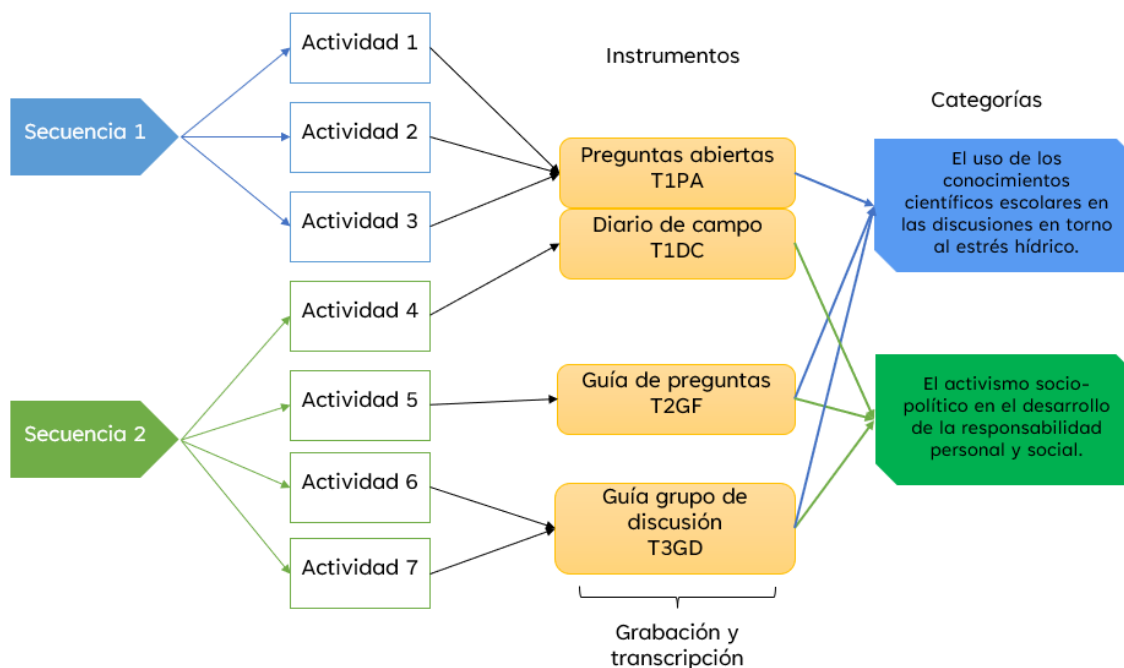 Secuencia 1
Secuencia 2
Actividad 1
Actividad 2
Actividad 3
Actividad 4
Actividad 5
Actividad 6
Actividad 7
Instrumentos
Preguntas abiertas
T1PA
Diario de campo
T1DC
Guía de preguntas
T2GF
Guía grupo de
discusión
T3GD
Grabación y
transcripción
Categorías
El uso de los
conocimientos
científicos escolares en
las discusiones en torno
al estrés hídrico.
El activismo socio-
político en el desarrollo
de la responsabilidad
personal y social.